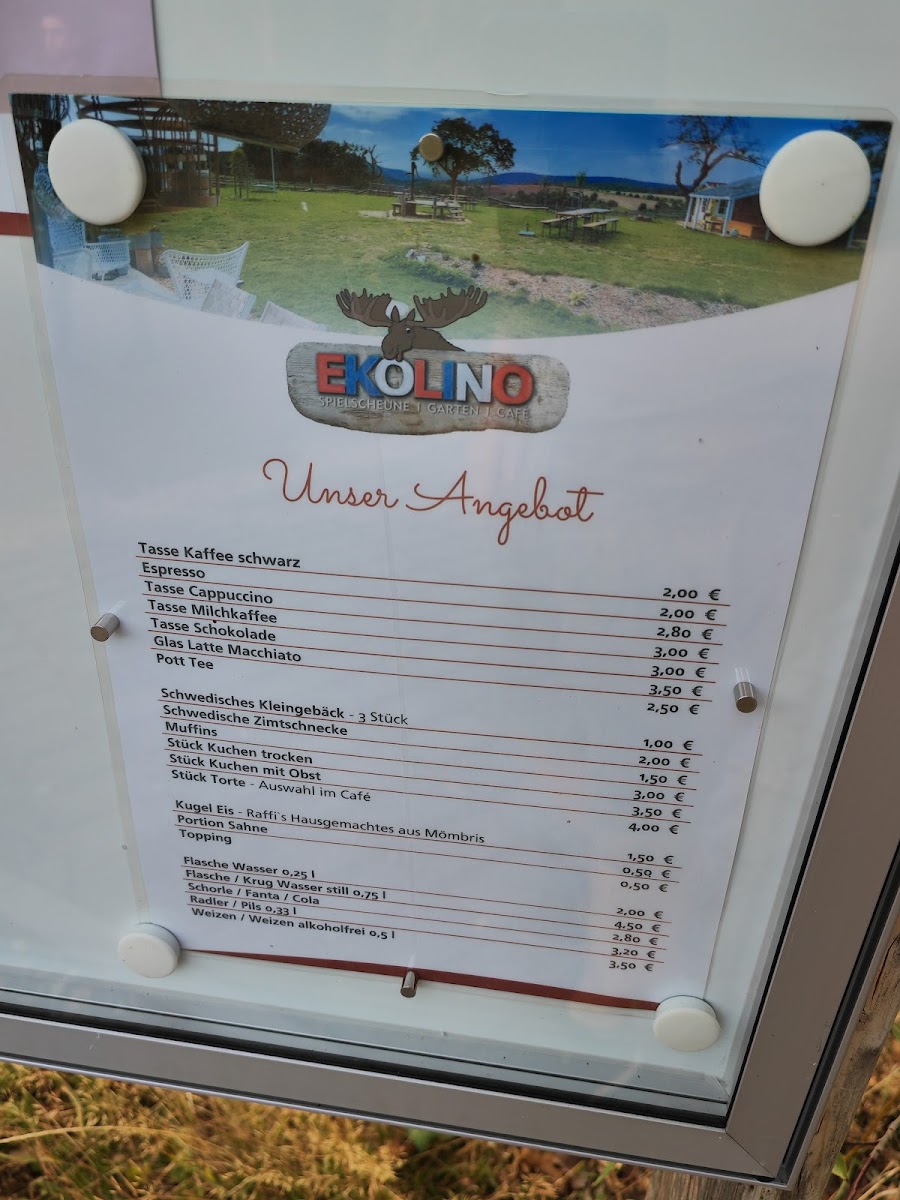 EKOLINO
SPIELSCHEUNE | GARTEN | CAFÉ
Unser Angebot
Tasse Kaffee schwarz 2,00 €
Espresso 2,00 €
Tasse Cappuccino 2,80 €
Tasse Milchkaffee 3,00 €
Tasse Schokolade 3,00 €
Glas Latte Macchiato 3,50 €
Pott Tee 2,50 €
Schwedisches Kleingebäck - 3 Stück 1,00 €
Schwedische Zimtschnecke 2,00 €
Muffins 1,50 €
Stück Kuchen trocken 3,00 €
Stück Kuchen mit Obst 3,50 €
Stück Torte - Auswahl im Café 4,00 €
Kugel Eis - Raffi`s Hausgemachtes aus Mömbris 1,50 €
Portion Sahne 0,50 €
Topping 0,50 €
Flasche Wasser 0,25 l 2,00 €
Flasche / Krug Wasser still 0,75 l 4,50 €
Schorle / Fanta / Cola 2,80 €
Radler / Pils 0,33 l 3,20 €
Weizen / Weizen alkoholfrei 0,5 l 3,50 €